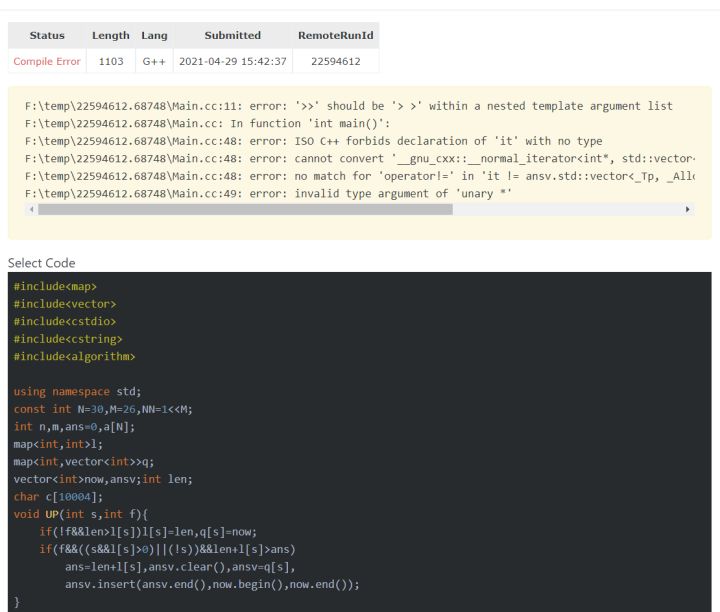 Status Length Lang Submitted RemoteRunId
Compile Error 1103 G++ 2021-04-29 15:42:37 22594612
F:\temp\22594612.68748\Main.cc:11: error: '>>' should be '> >' within a nested template argument list
F:\temp\22594612.68748\Main.cc: In function 'int main()':
F:\temp\22594612.68748\Main.cc:48: error: ISO C++ forbids declaration of 'it' with no type
F:\temp\22594612.68748\Main.cc:48: error: cannot convert '__gnu_cxx::__normal_iterator<int*, std::vector<
F:\temp\22594612.68748\Main.cc:48: error: no match for 'operator!=' in 'it != ansv.std::vector<_Tp, _Allo
F:\temp\22594612.68748\Main.cc:49: error: invalid type argument of 'unary *'
Select Code
#include<map>
#include<vector>
#include<cstdio>
#include<cstring>
#include<algorithm>
using namespace std;
const int N=30,M=26,NN=1<<M;
int n,m,ans=0,a[N];
map<int,int>l;
map<int,vector<int>>q;
vector<int>now,ansv;int len;
char c[10004];
void UP(int s,int f){
    if(!f&&len>l[s])l[s]=len,q[s]=now;
    if(f&&((s&&l[s]>0)||(!s))&&len+l[s]>ans)
        ans=len+l[s],ansv.clear(),ansv=q[s],
        ansv.insert(ansv.end(),now.begin(),now.end());
}